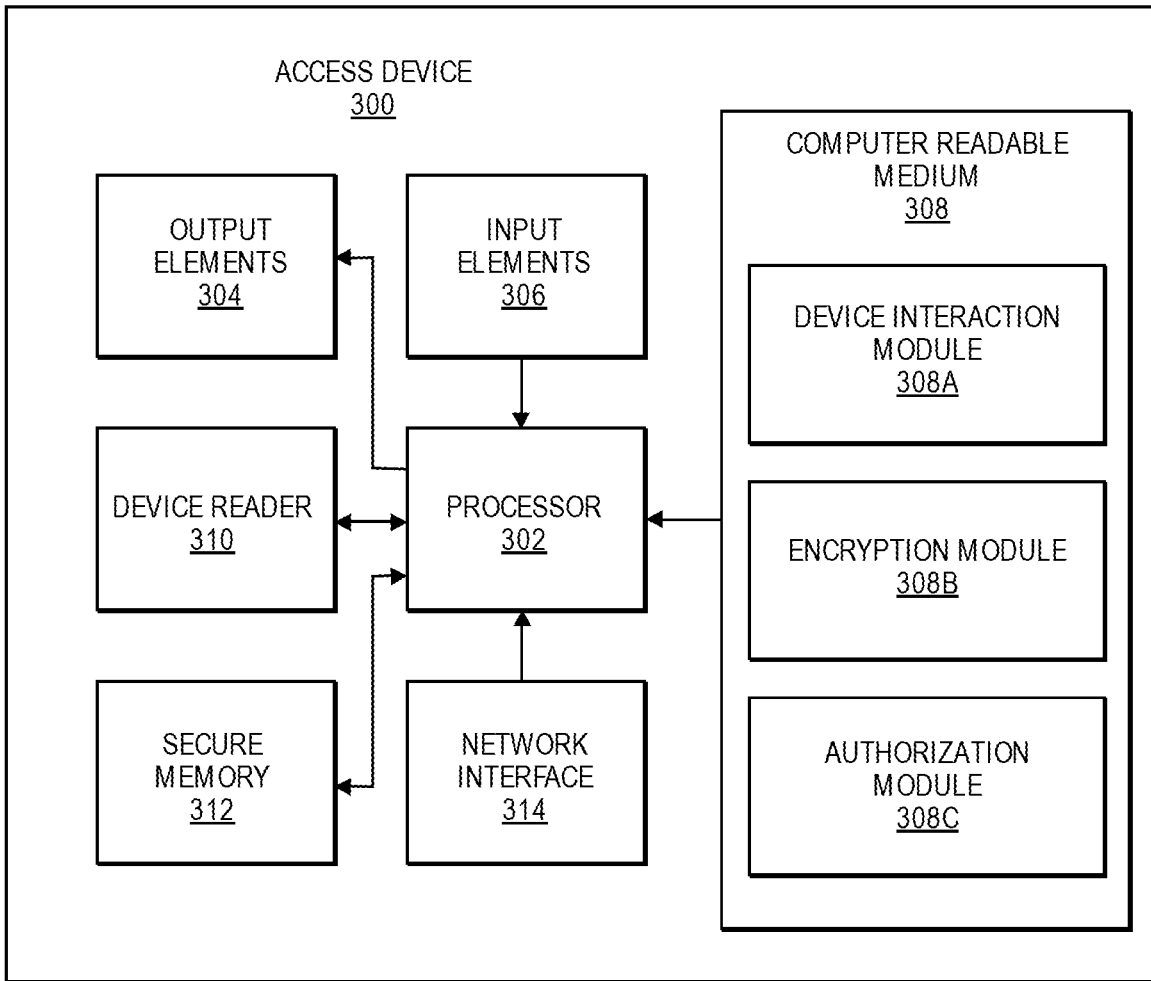 ACCESS DEVICE
300
OUTPUT
ELEMENTS
304
INPUT
ELEMENTS
306
DEVICE READER
310
PROCESSOR
302
SECURE
MEMORY
312
NETWORK
INTERFACE
314
COMPUTER READABLE
MEDIUM
308
DEVICE INTERACTION
MODULE
308A
ENCRYPTION MODULE
308B
AUTHORIZATION
MODULE
308C